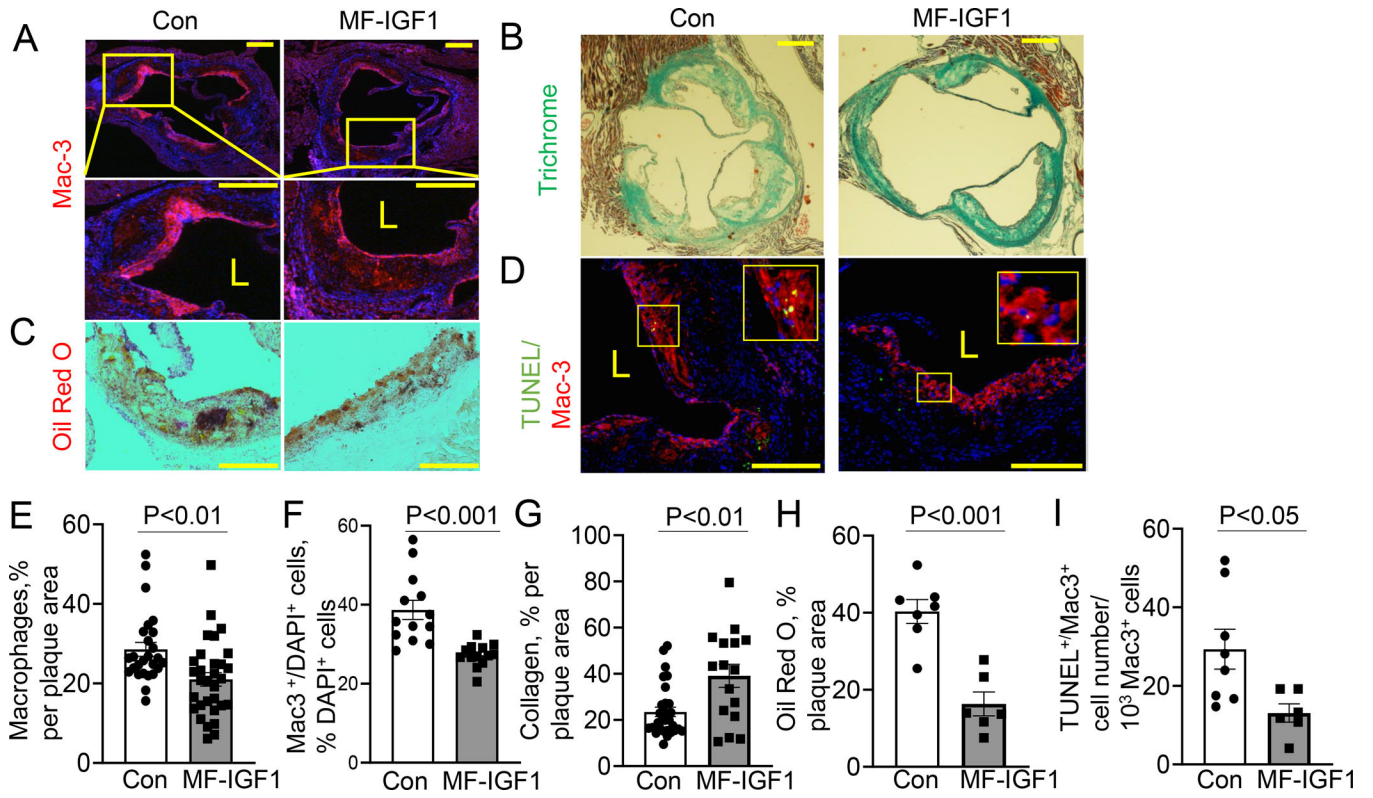 A
Con
MF-IGF1
Mac-3
L
L
B
Con
MF-IGF1
Trichrome
C
Oil Red O
D
TUNEL/
Mac-3
L
L
E
P<0.01
Macrophages,%
per plaque area
60
40
20
0
Con MF-IGF1
F
P<0.001
Mac3⁺/DAPI⁺ cells,
% DAPI⁺ cells
60
40
20
0
Con MF-IGF1
G
P<0.01
Collagen, % per
plaque area
100
80
60
40
20
0
Con MF-IGF1
H
P<0.001
Oil Red O, %
plaque area
60
40
20
0
Con MF-IGF1
I
P<0.05
TUNEL⁺/Mac3⁺
cell number/
10³ Mac3⁺ cells
60
40
20
0
Con MF-IGF1